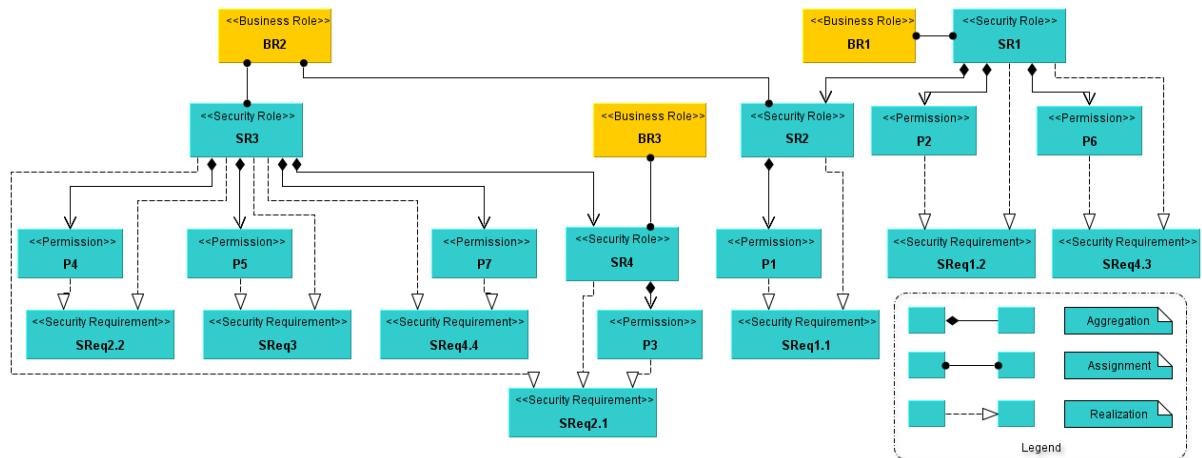 <<Business Role>>
BR2
<<Business Role>>
BR1
<<Security Role>>
SR1
<<Security Role>>
SR3
<<Business Role>>
BR3
<<Security Role>>
SR2
<<Permission>>
P2
<<Permission>>
P6
<<Permission>>
P4
<<Permission>>
P5
<<Permission>>
P7
<<Security Role>>
SR4
<<Permission>>
P1
<<Security Requirement>>
SReq1.2
<<Security Requirement>>
SReq4.3
<<Security Requirement>>
SReq2.2
<<Security Requirement>>
SReq3
<<Security Requirement>>
SReq4.4
<<Permission>>
P3
<<Security Requirement>>
SReq1.1
<<Security Requirement>>
SReq2.1
Aggregation
Assignment
Realization
Legend